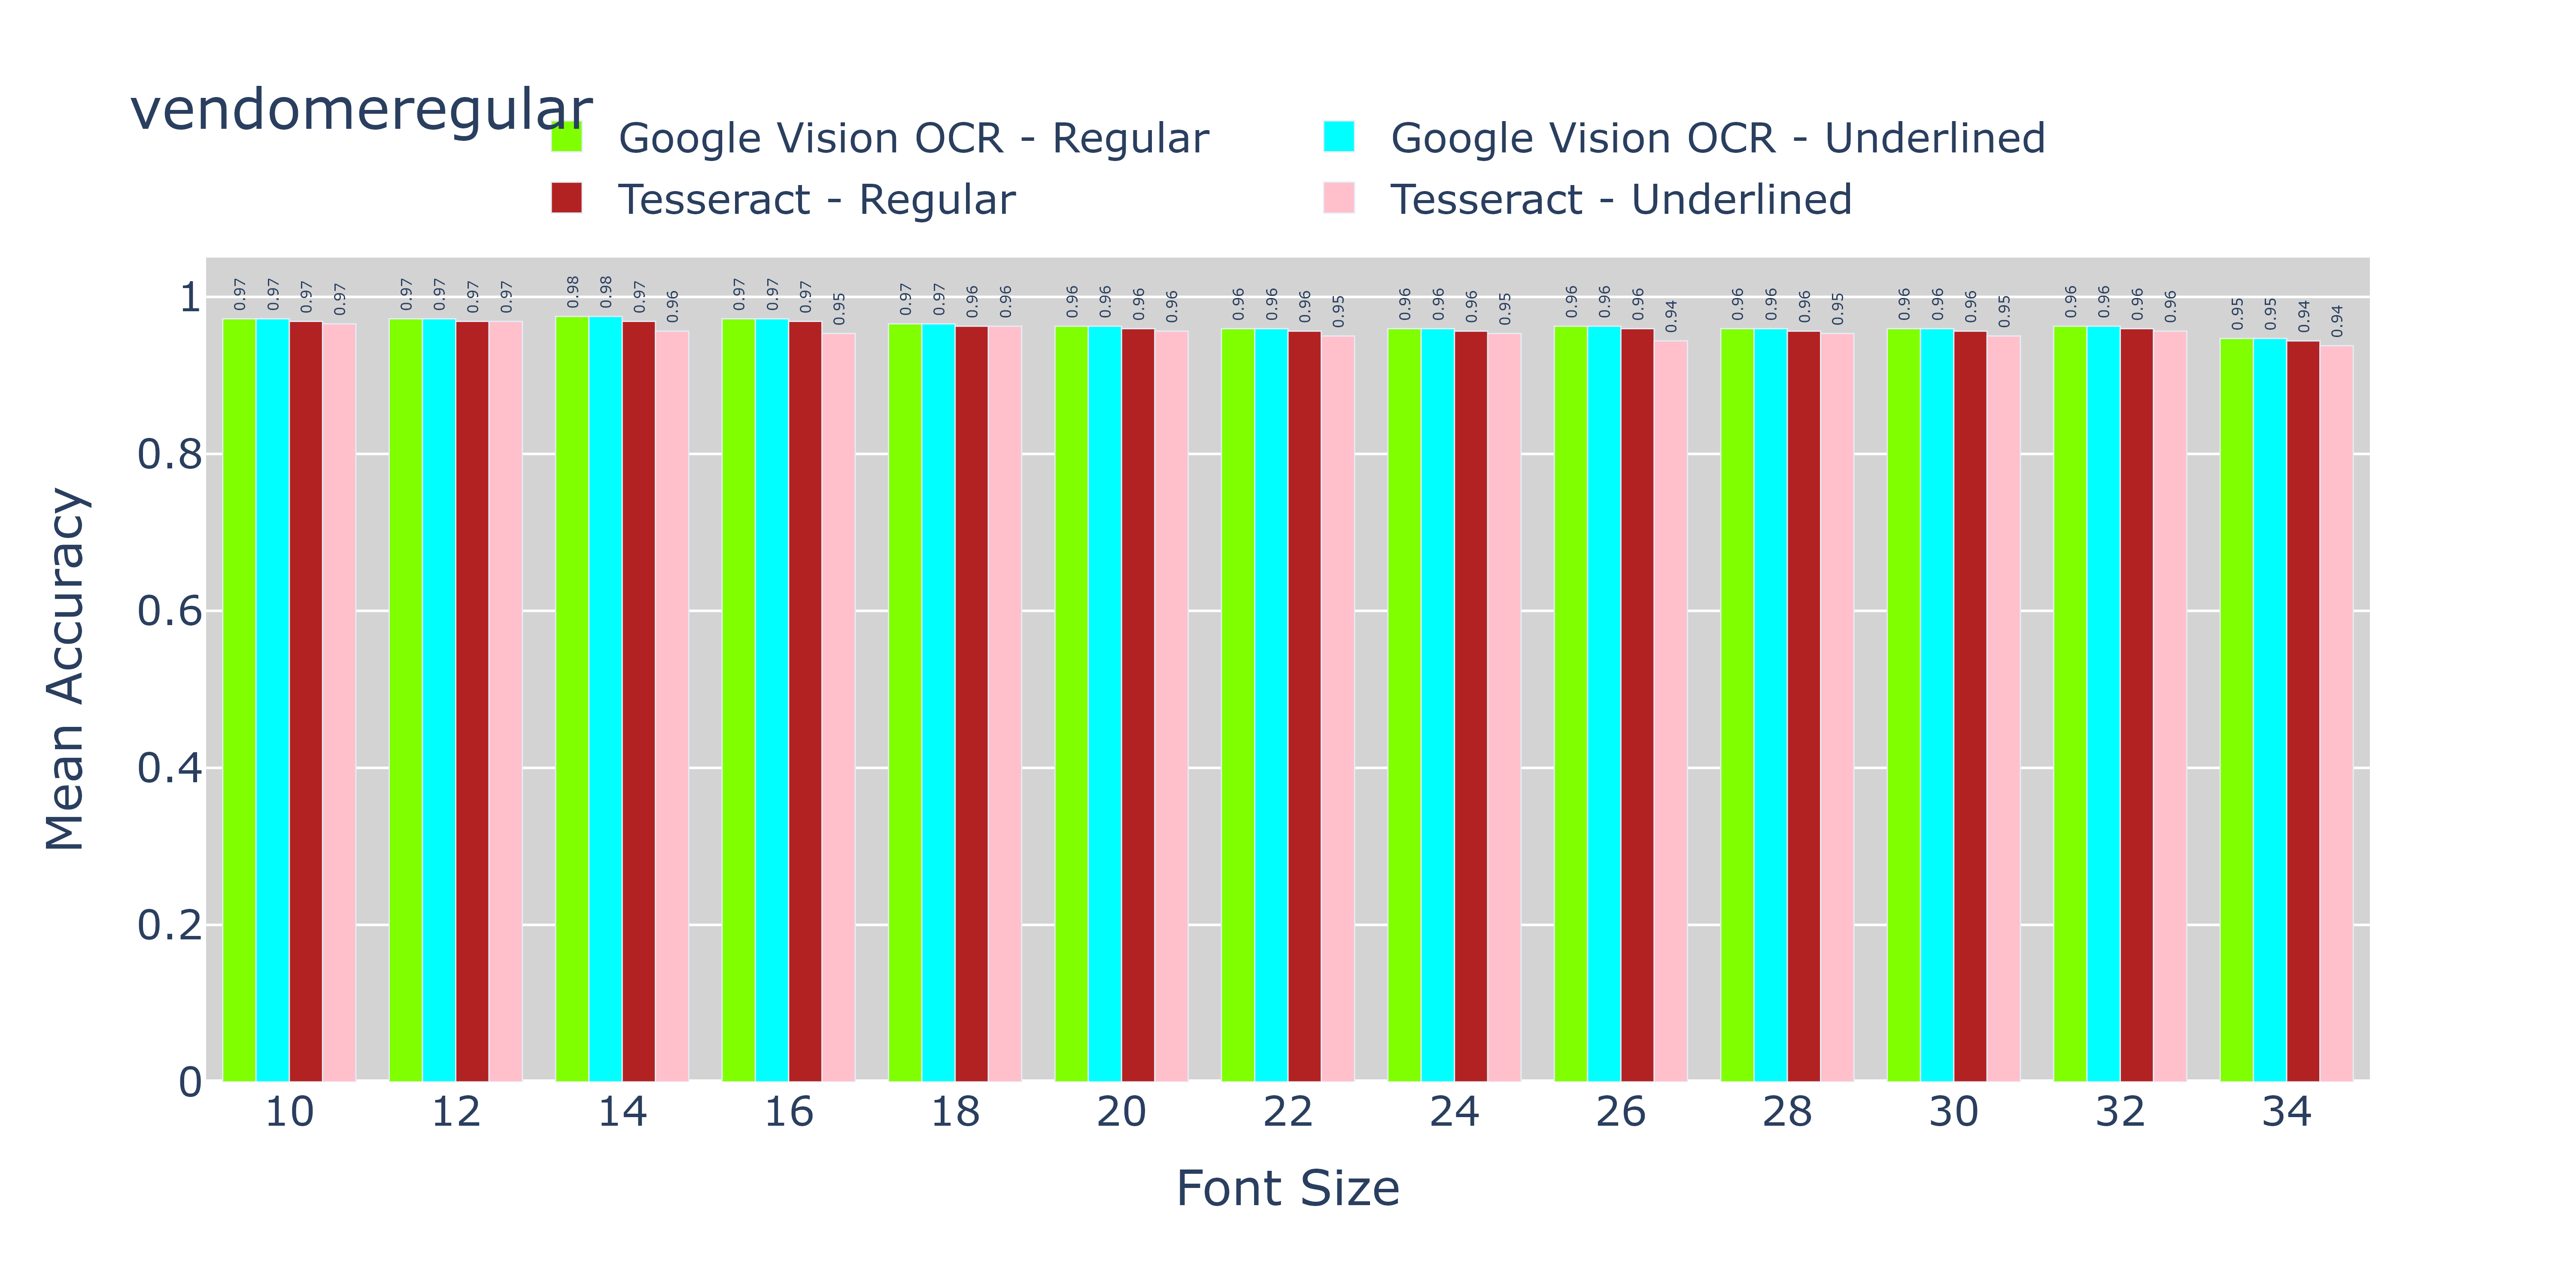 vendomeregular
Google Vision OCR - Regular
Google Vision OCR - Underlined
Tesseract - Regular
Tesseract - Underlined
0.97 0.97 0.97 0.97 0.97 0.97 0.97 0.97 0.98 0.98 0.97 0.96 0.97 0.97 0.97 0.95 0.97 0.97 0.96 0.96 0.96 0.96 0.96 0.96 0.96 0.96 0.96 0.95 0.96 0.96 0.96 0.95 0.96 0.96 0.96 0.94 0.96 0.96 0.96 0.95 0.96 0.96 0.96 0.95 0.96 0.96 0.96 0.96 0.95 0.95 0.94 0.94
1
0.8
0.6
0.4
0.2
0
Mean Accuracy
10 12 14 16 18 20 22 24 26 28 30 32 34
Font Size